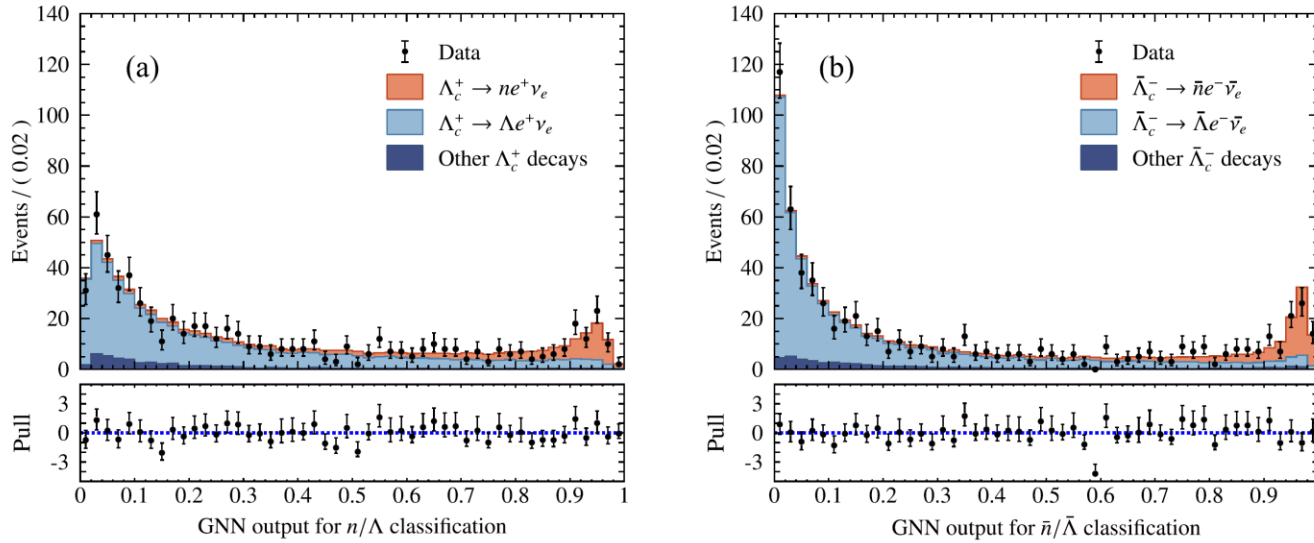 140
120
100
80
60
40
20
0
Events / ( 0.02 )
(a)
Data
Λc+ → ne+νe
Λc+ → Λe+νe
Other Λc+ decays
3
0
-3
Pull
0 0.1 0.2 0.3 0.4 0.5 0.6 0.7 0.8 0.9 1
GNN output for n/Λ classification
140
120
100
80
60
40
20
0
Events / ( 0.02 )
(b)
Data
Λ̄c− → n̄e−ν̄e
Λ̄c− → Λ̄e−ν̄e
Other Λ̄c− decays
3
0
-3
Pull
0 0.1 0.2 0.3 0.4 0.5 0.6 0.7 0.8 0.9
GNN output for n̄/Λ̄ classification